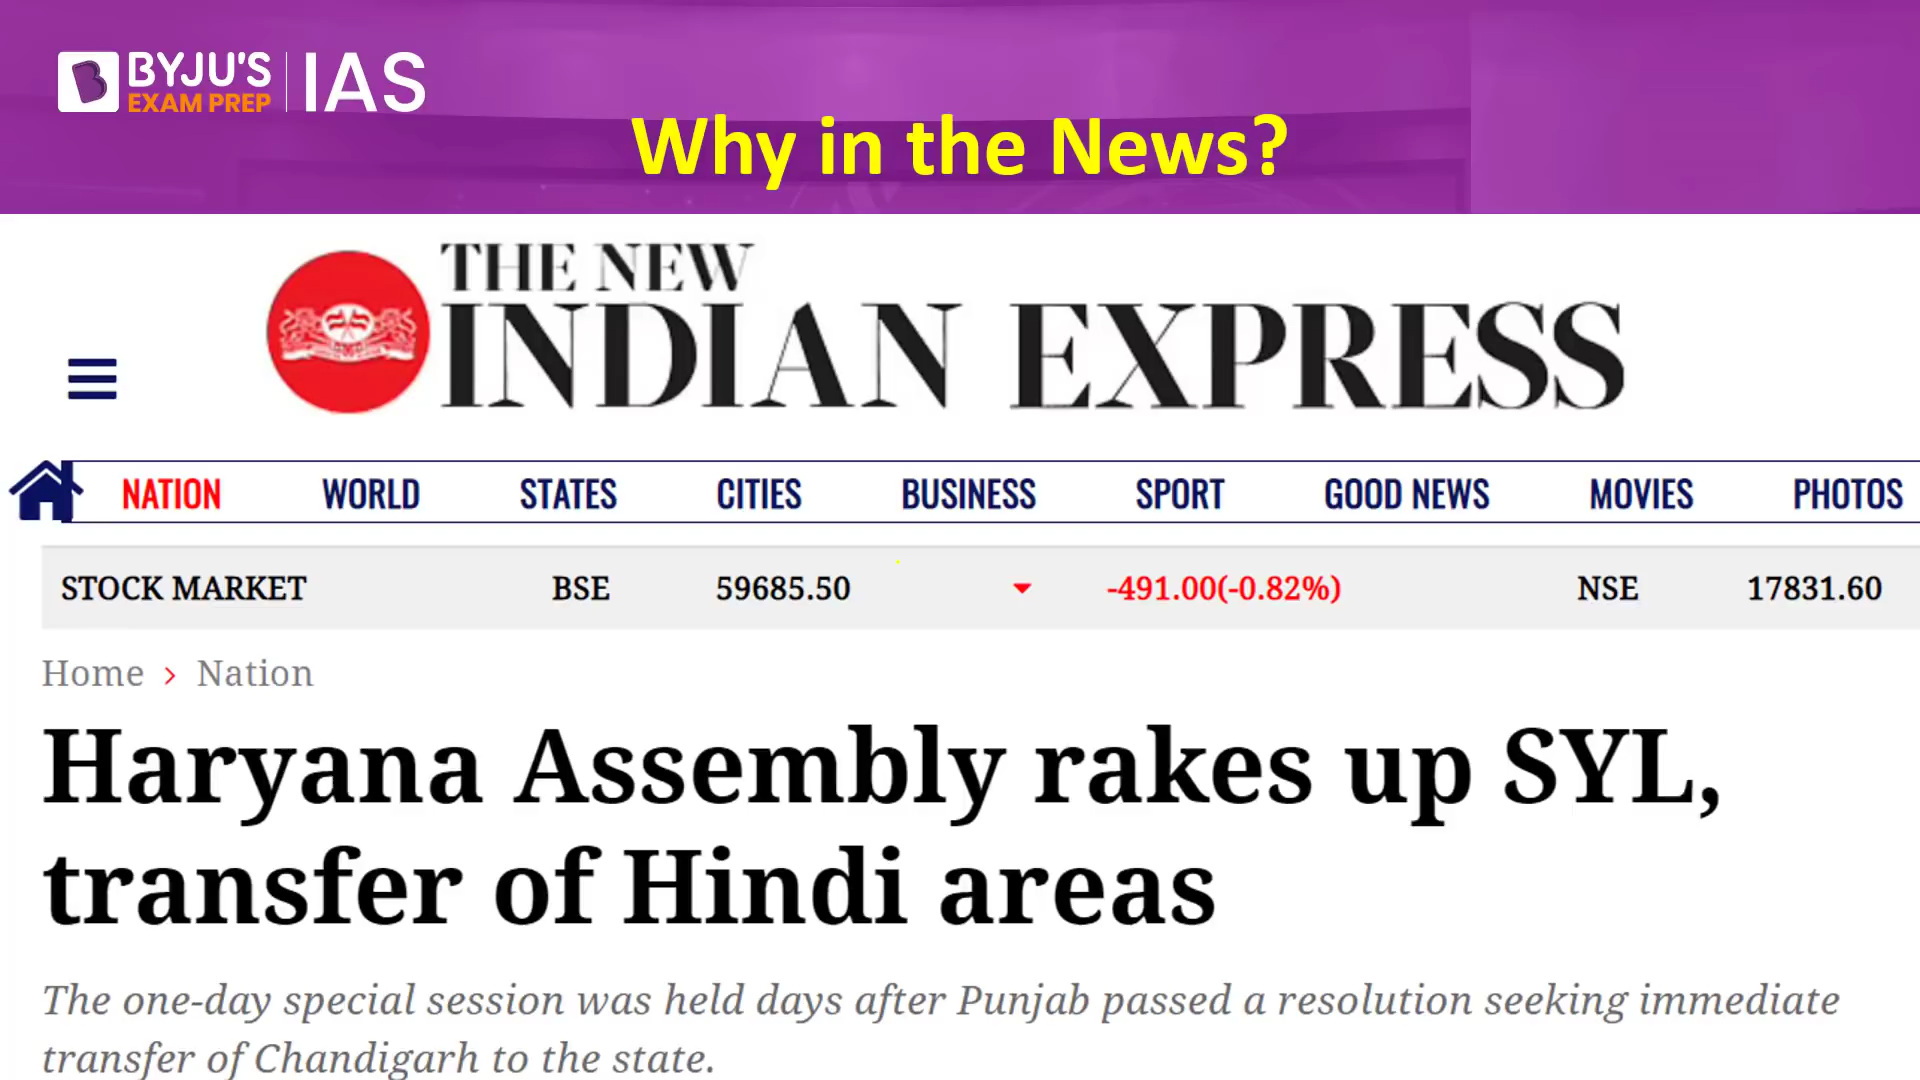 BYJU'S
EXAM PREP
IAS
Why in the News?
THE NEW
INDIAN EXPRESS
NATION WORLD STATES CITIES BUSINESS SPORT GOOD NEWS MOVIES PHOTOS
STOCK MARKET BSE 59685.50 -491.00(-0.82%) NSE 17831.60
Home > Nation
Haryana Assembly rakes up SYL,
transfer of Hindi areas
The one-day special session was held days after Punjab passed a resolution seeking immediate
transfer of Chandigarh to the state.